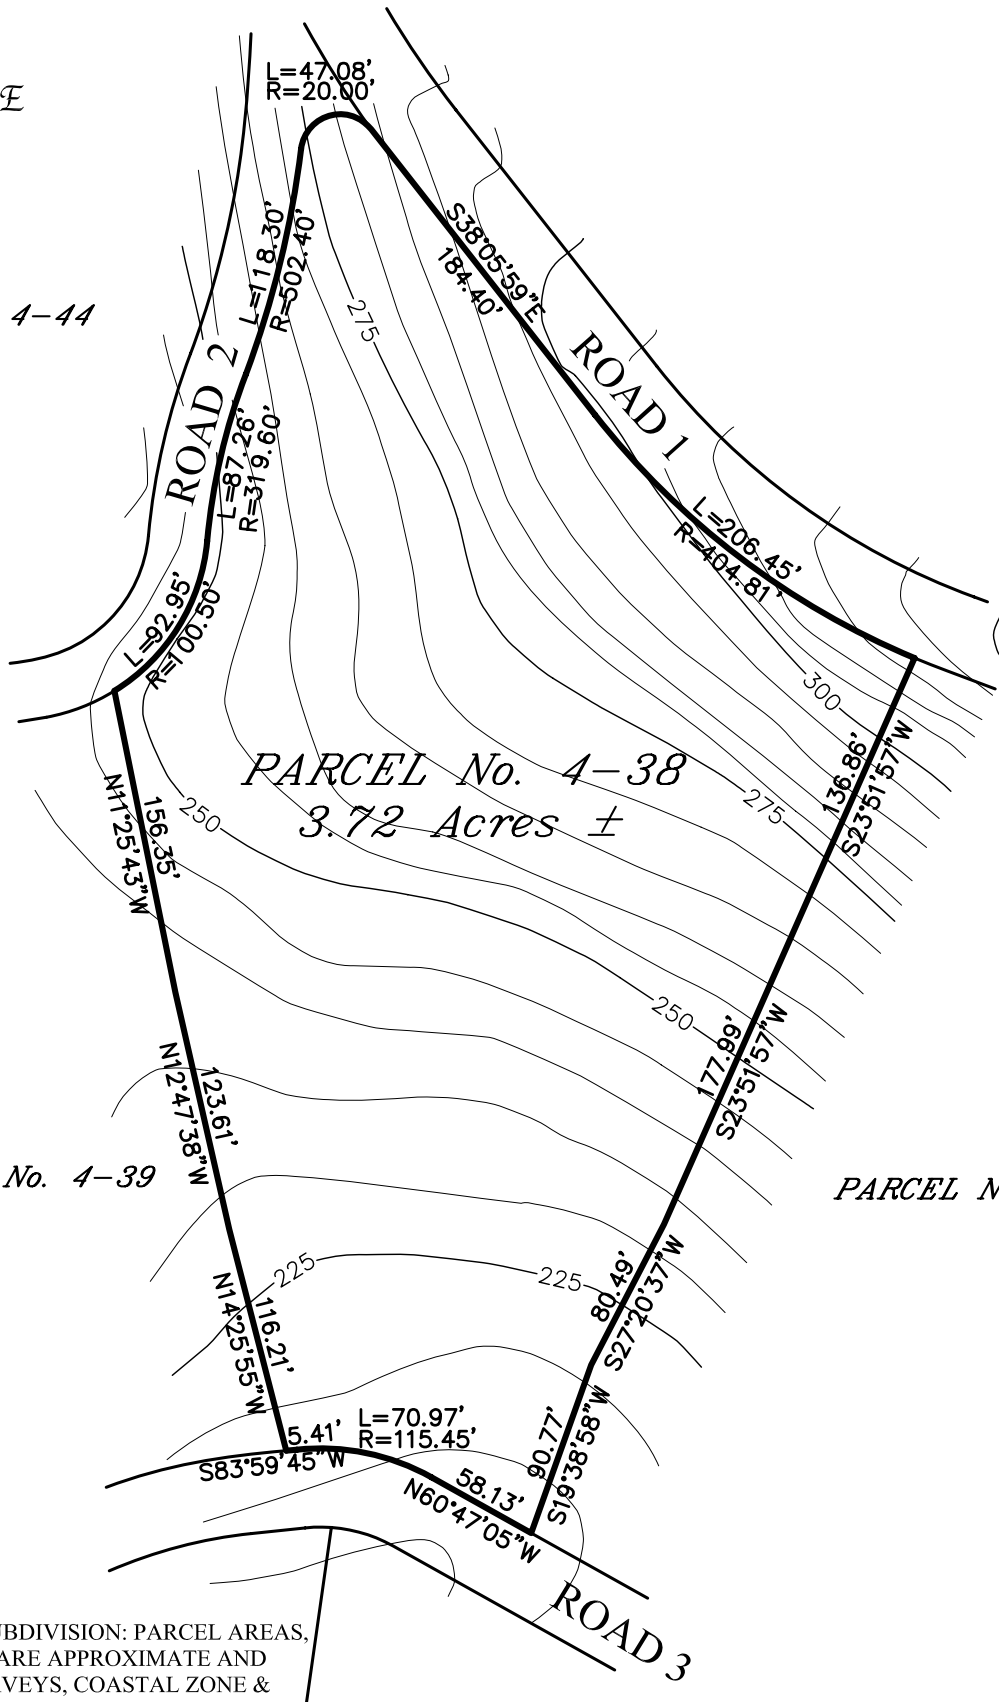 Æ
L=47.08'
R=20.00'
4-44
L=118.30'
R=502.40'
275
S38°05'59"E
184.40'
ROAD 1
ROAD 2
L=87.26'
R=319.60'
L=206.45'
R=404.81'
L=92.95'
R=100.50'
300
PARCEL No. 4-38
3.72 Acres ±
275
136.86'
S23°51'57"W
250
156.35'
N11°25'43"W
250
177.99'
S23°51'57"W
123.61'
N12°47'38"W
No. 4-39
PARCEL N
225
225
80.49'
S27°20'37"W
116.21'
N14°25'55"W
5.41'
S83°59'45"W
L=70.97'
R=115.45'
90.77'
S19°38'58"W
58.13'
N60°47'05"W
ROAD 3
UBDIVISION: PARCEL AREAS,
ARE APPROXIMATE AND
VEYS, COASTAL ZONE &